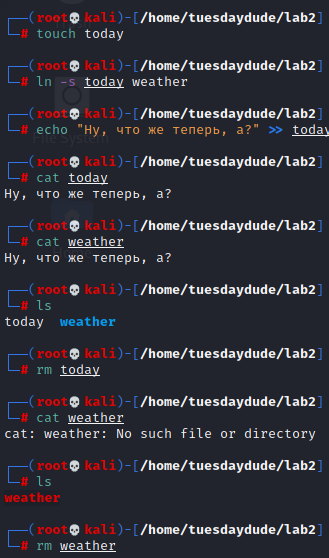 (root💀kali)-[/home/tuesdaydude/lab2]
# touch today
(root💀kali)-[/home/tuesdaydude/lab2]
# ln -s today weather
(root💀kali)-[/home/tuesdaydude/lab2]
# echo "Ну, что же теперь, а?" >> today
File System
(root💀kali)-[/home/tuesdaydude/lab2]
# cat today
Ну, что же теперь, а?
(root💀kali)-[/home/tuesdaydude/lab2]
# cat weather
Ну, что же теперь, а?
(root💀kali)-[/home/tuesdaydude/lab2]
# ls
today weather
(root💀kali)-[/home/tuesdaydude/lab2]
# rm today
(root💀kali)-[/home/tuesdaydude/lab2]
# cat weather
cat: weather: No such file or directory
(root💀kali)-[/home/tuesdaydude/lab2]
# ls
weather
(root💀kali)-[/home/tuesdaydude/lab2]
# rm weather